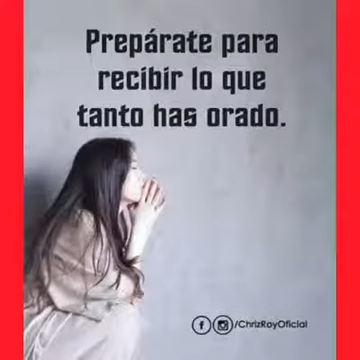 Prepárate para
recibir lo que
tanto has orado.
/ChrizRoyOficial